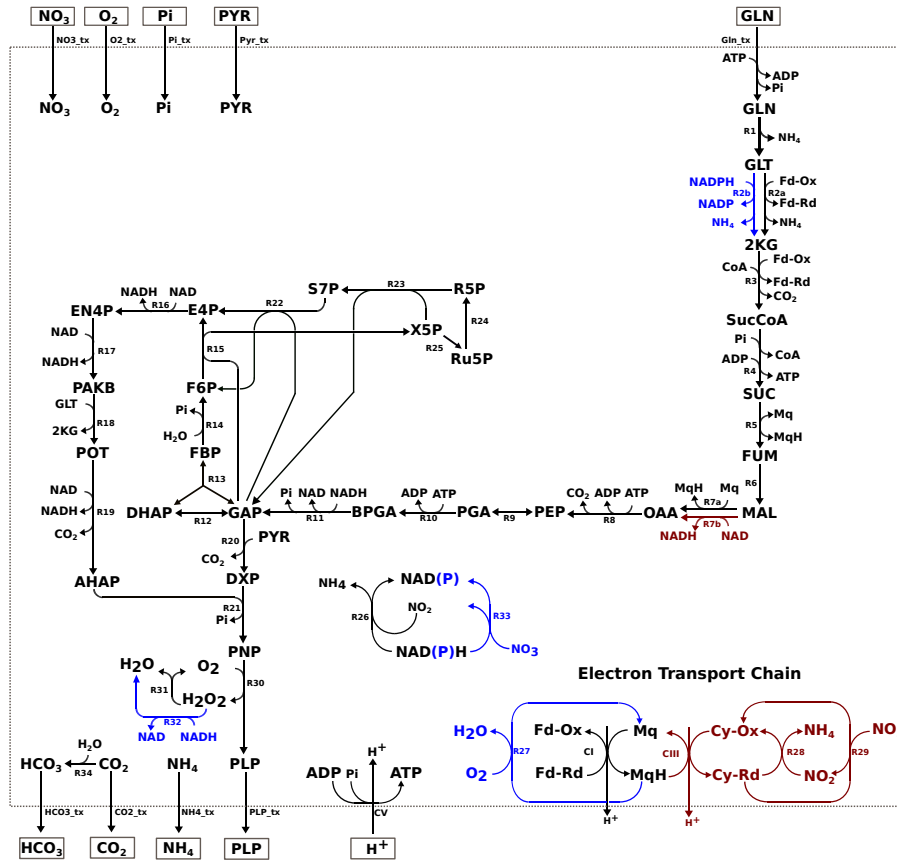 NO₃ O₂ Pi PYR GLN
NO3_tx O2_tx Pi_tx Pyr_tx Gln_tx
NO₃ O₂ Pi PYR
ATP
ADP
Pi
GLN
R1
NH₄
GLT
NADPH Fd-Ox
R2b R2a
NADP Fd-Rd
NH₄ NH₄
2KG
Fd-Ox
CoA
R3
Fd-Rd
CO₂
SucCoA
Pi
CoA
ADP
R4
ATP
SUC
Mq
R5
MqH
FUM
R6
MAL
S7P R23 R5P
NADH NAD
R16
R22
EN4P E4P
R24
X5P
R25
Ru5P
NAD
R17
NADH
R15
PAKB F6P
GLT
R18
2KG
Pi
R14
H₂O
POT FBP
R13
NAD
NADH
R19
CO₂
DHAP R12 GAP
Pi NAD NADH
R11
BPGA
ADP ATP
R10
PGA
R9
PEP
CO₂ ADP ATP
R8
OAA
MqH Mq
R7a
R7b
NADH NAD
R20
PYR
CO₂
DXP
AHAP
R21
Pi
PNP
NH₄ NAD(P)
NO₂
R26 R33
NAD(P)H NO₃
H2O O2
R31 R30
H₂O2
R32
NAD NADH
Electron Transport Chain
H₂O Fd-Ox Mq Cy-Ox NH₄ NO
R27 CI CIII R28 R29
O₂ Fd-Rd MqH Cy-Rd NO₂
H⁺ H⁺
H₂O
HCO₃ R34 CO₂ NH₄ PLP
H⁺
ADP Pi ATP
HCO3_tx CO2_tx NH4_tx PLP_tx CV
HCO₃ CO₂ NH₄ PLP H⁺